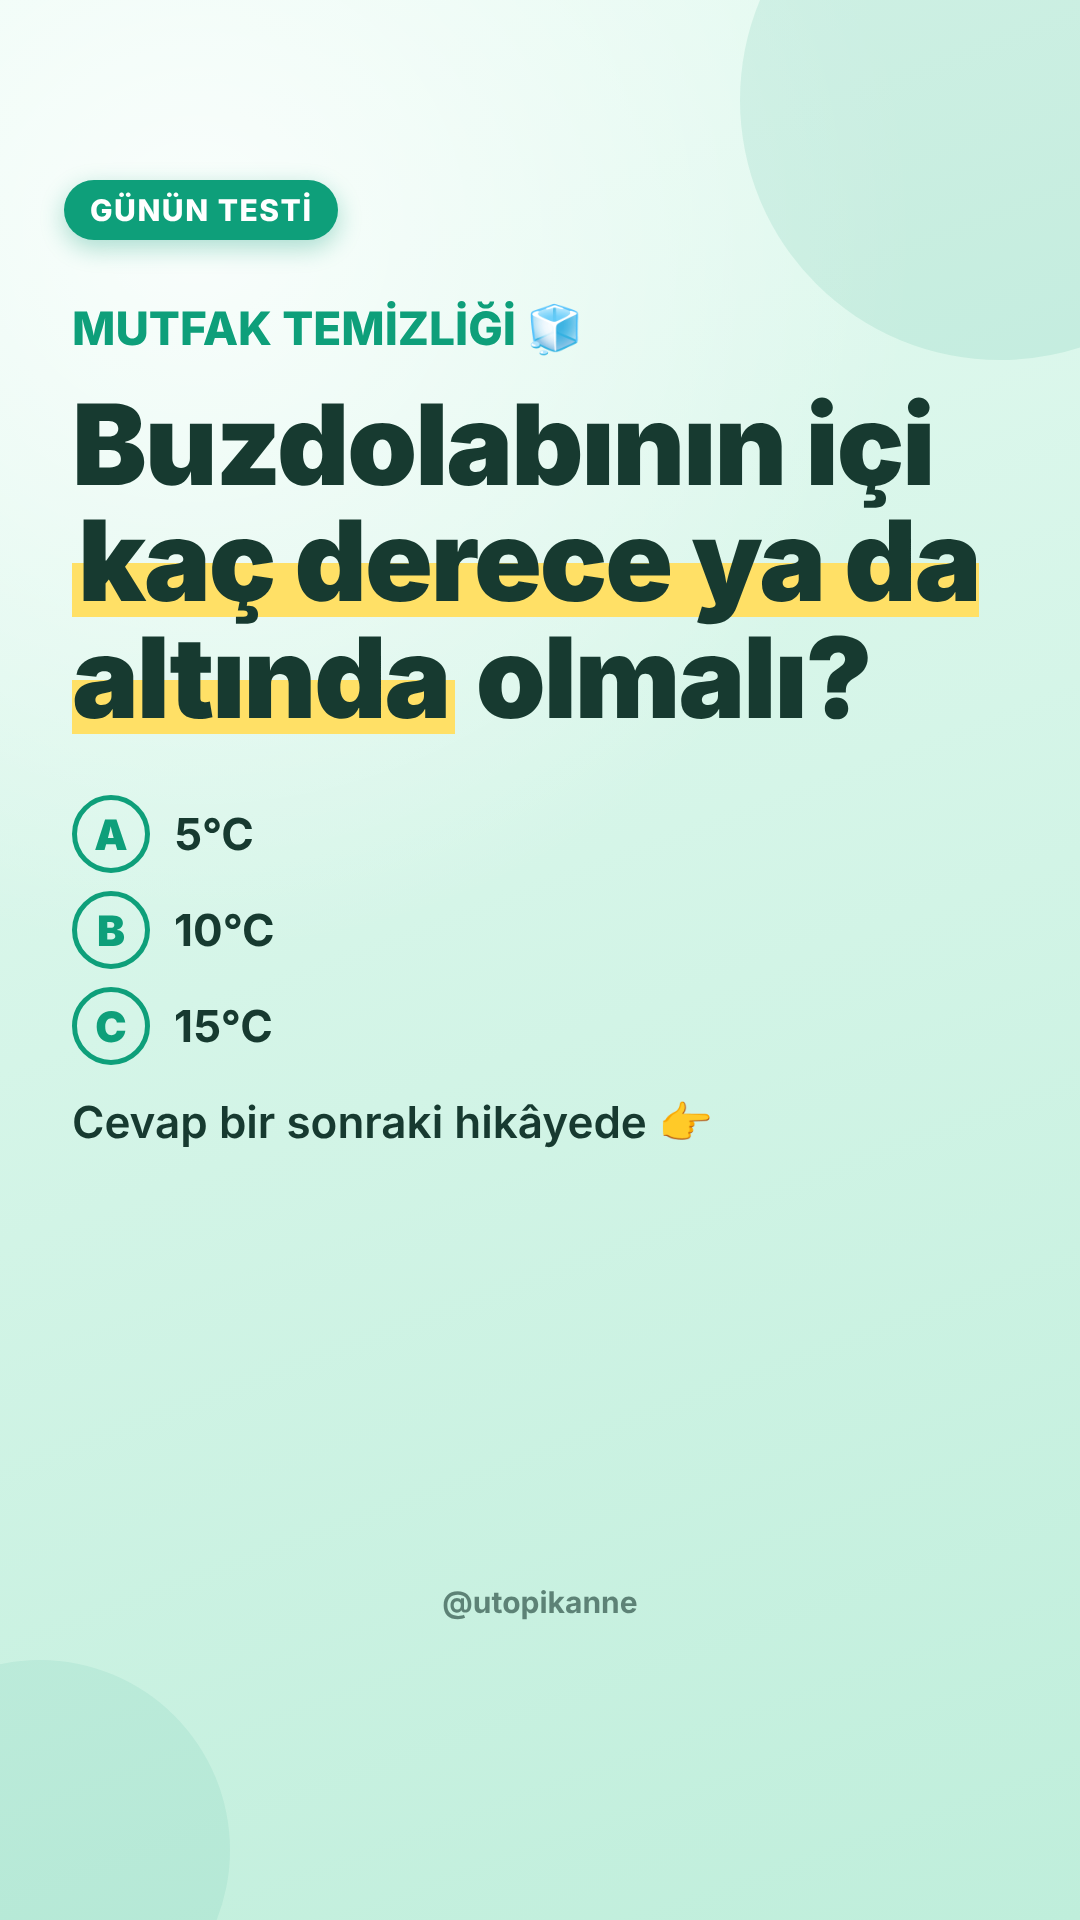 GÜNÜN TESTİ
MUTFAK TEMİZLİĞİ 🧊
Buzdolabının içi
kaç derece ya da
altında olmalı?
A 5°C
B 10°C
C 15°C
Cevap bir sonraki hikâyede 👉
@utopikanne